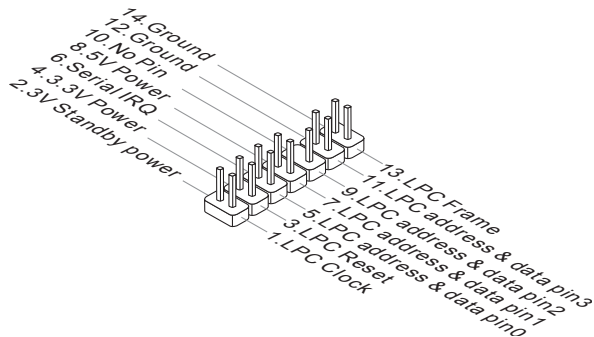 14.Ground
12.Ground
10.No Pin
8.5V Power
6.Serial IRQ
4.3.3V Power
2.3V Standby power
13.LPC Frame
11.LPC address & data pin3
9.LPC address & data pin2
7.LPC address & data pin1
5.LPC address & data pin0
3.LPC Reset
1.LPC Clock